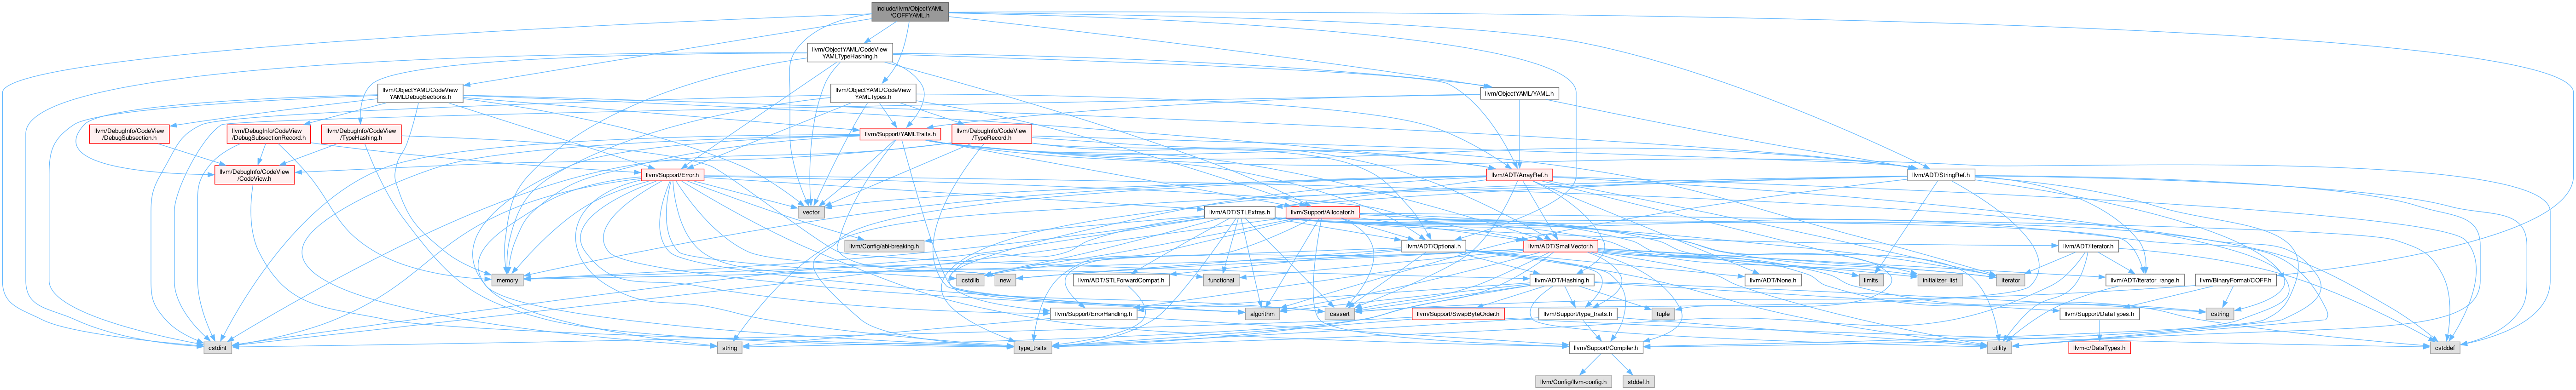 include/llvm/ObjectYAML
/COFFYAML.h
llvm/ObjectYAML/CodeView
YAMLTypeHashing.h
llvm/ObjectYAML/CodeView
YAMLDebugSections.h
llvm/ObjectYAML/CodeView
YAMLTypes.h
llvm/ObjectYAML/YAML.h
llvm/DebugInfo/CodeView
/DebugSubsection.h
llvm/DebugInfo/CodeView
/DebugSubsectionRecord.h
llvm/DebugInfo/CodeView
/TypeHashing.h
llvm/Support/YAMLTraits.h
llvm/DebugInfo/CodeView
/TypeRecord.h
llvm/DebugInfo/CodeView
/CodeView.h
llvm/Support/Error.h
llvm/ADT/ArrayRef.h
llvm/ADT/StringRef.h
vector
llvm/ADT/STLExtras.h
llvm/Support/Allocator.h
llvm/Config/abi-breaking.h
llvm/ADT/Optional.h
llvm/ADT/SmallVector.h
llvm/ADT/iterator.h
memory
cstdlib
new
llvm/ADT/STLForwardCompat.h
functional
llvm/ADT/Hashing.h
llvm/ADT/None.h
limits
initializer_list
iterator
llvm/ADT/iterator_range.h
llvm/BinaryFormat/COFF.h
llvm/Support/ErrorHandling.h
algorithm
cassert
llvm/Support/SwapByteOrder.h
llvm/Support/type_traits.h
tuple
llvm/Support/DataTypes.h
cstring
cstdint
string
type_traits
llvm/Support/Compiler.h
utility
llvm-c/DataTypes.h
cstddef
llvm/Config/llvm-config.h
stddef.h